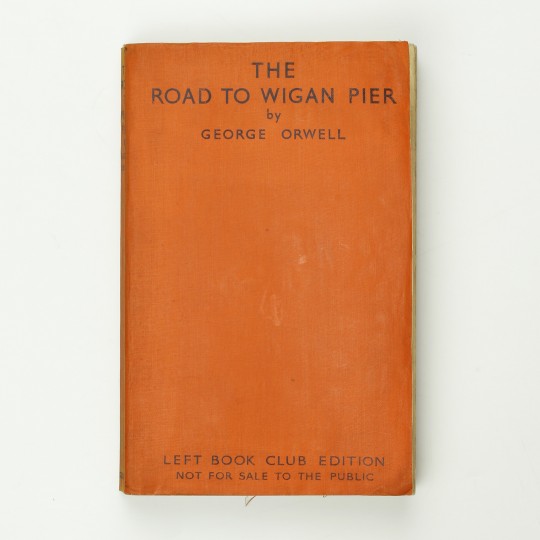 THE
ROAD TO WIGAN PIER
by
GEORGE ORWELL
LEFT BOOK CLUB EDITION
NOT FOR SALE TO THE PUBLIC